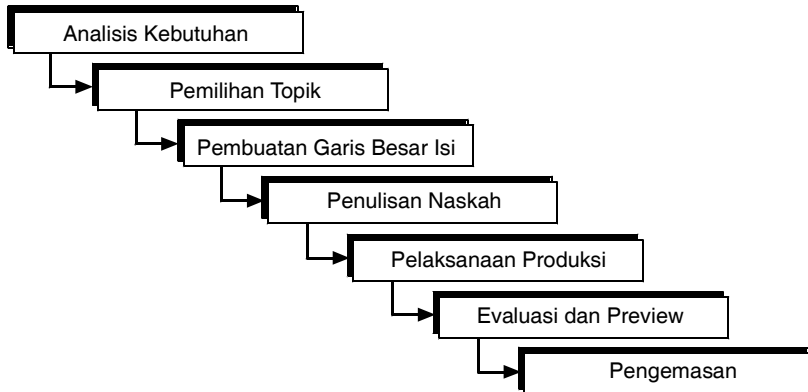 Analisis Kebutuhan
Pemilihan Topik
Pembuatan Garis Besar Isi
Penulisan Naskah
Pelaksanaan Produksi
Evaluasi dan Preview
Pengemasan